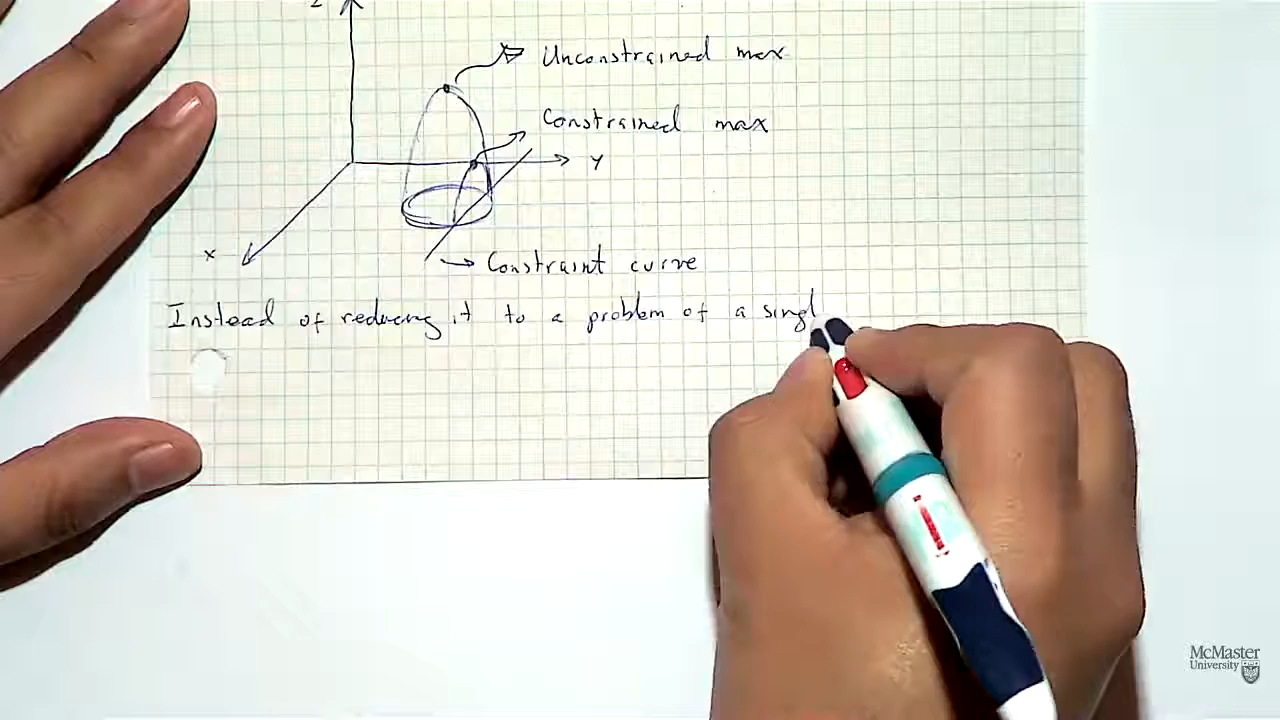 z
Unconstrained max
Constrained max
y
x
Constraint curve
Instead of reducing it to a problem of a singl
McMaster
University